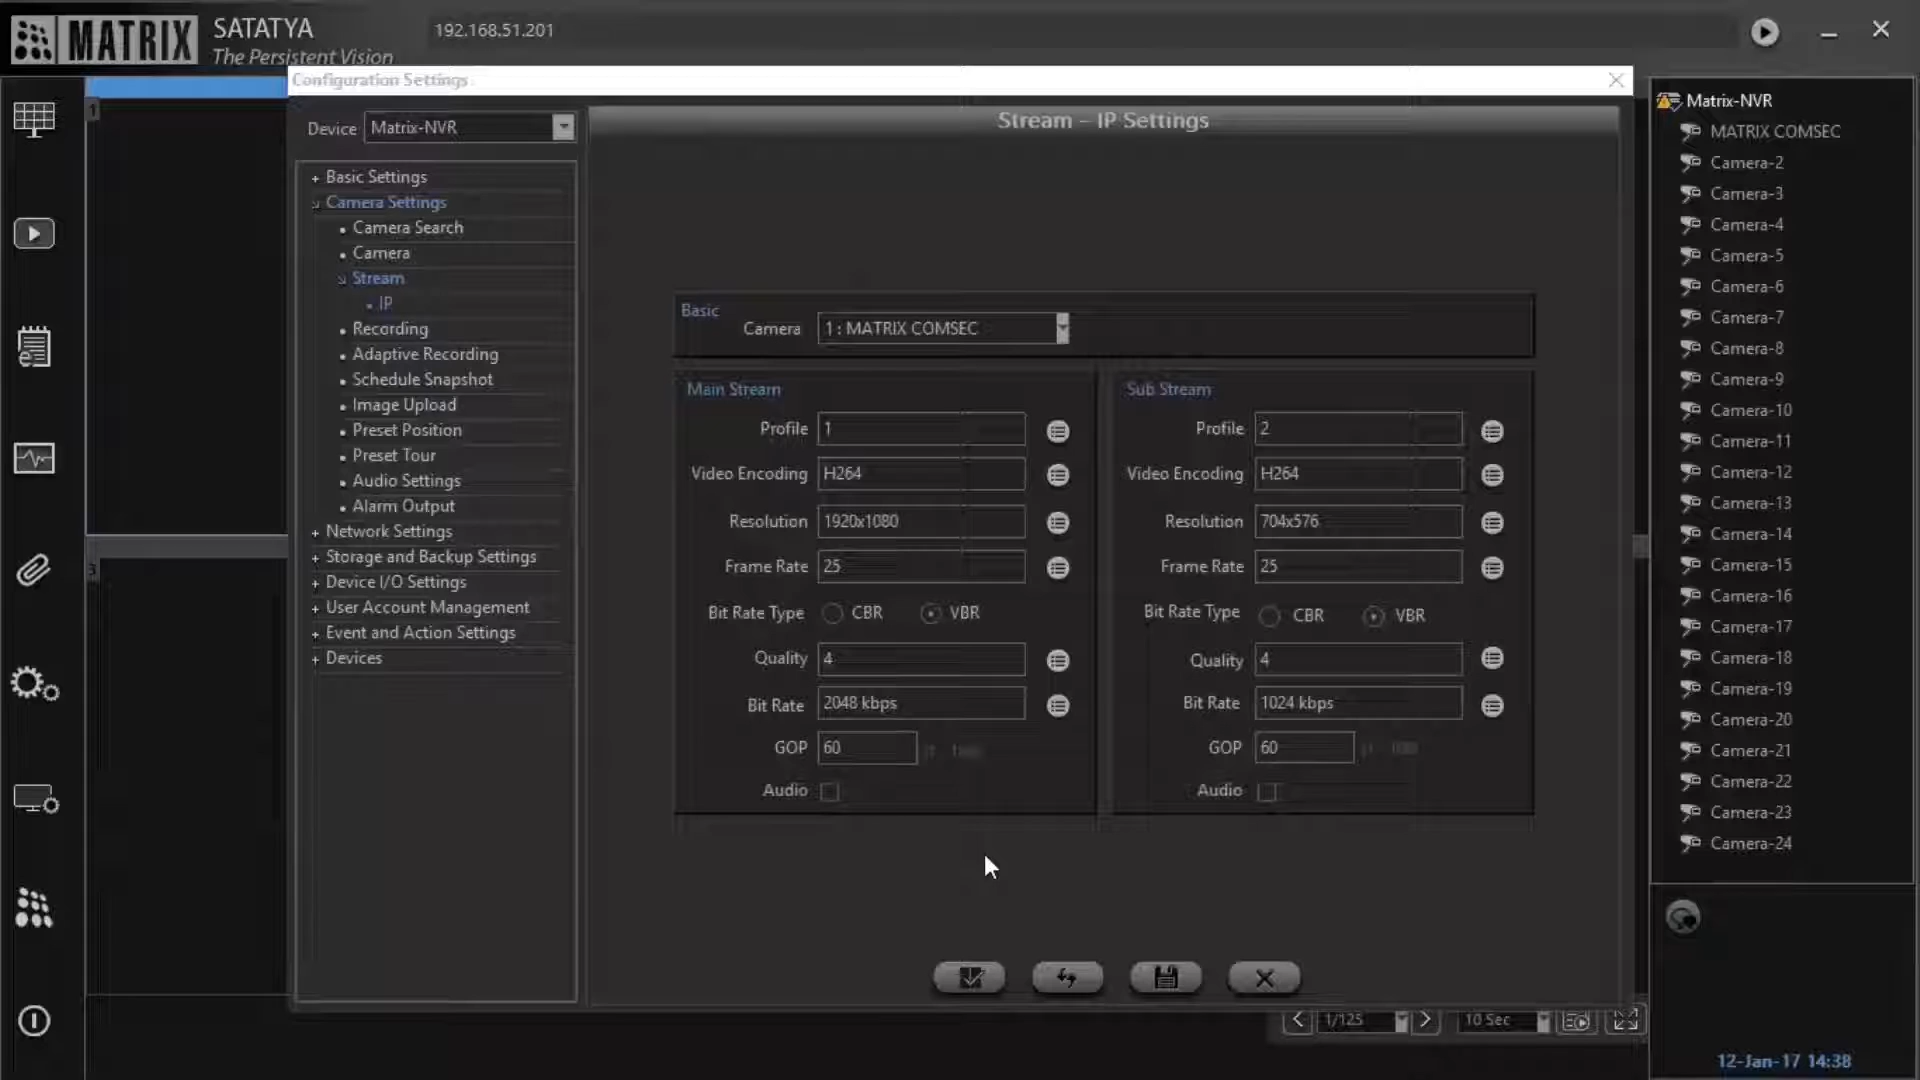 MATRIX
SATATYA
The Persistent Vision
192.168.51.201
Configuration Settings
Device Matrix-NVR
Basic Settings
Camera Settings
Camera Search
Camera
Stream
IP
Recording
Adaptive Recording
Schedule Snapshot
Image Upload
Preset Position
Preset Tour
Audio Settings
Alarm Output
Network Settings
Storage and Backup Settings
Device I/O Settings
User Account Management
Event and Action Settings
Devices
1
3
Stream - IP Settings
Basic
Camera 1 : MATRIX COMSEC
Main Stream
Profile 1
Video Encoding H264
Resolution 1920x1080
Frame Rate 25
Bit Rate Type CBR VBR
Quality 4
Bit Rate 2048 kbps
GOP 60
Audio
Sub Stream
Profile 2
Video Encoding H264
Resolution 704x576
Frame Rate 25
Bit Rate Type CBR VBR
Quality 4
Bit Rate 1024 kbps
GOP 60
Audio
Matrix-NVR
MATRIX COMSEC
Camera-2
Camera-3
Camera-4
Camera-5
Camera-6
Camera-7
Camera-8
Camera-9
Camera-10
Camera-11
Camera-12
Camera-13
Camera-14
Camera-15
Camera-16
Camera-17
Camera-18
Camera-19
Camera-20
Camera-21
Camera-22
Camera-23
Camera-24
1/125
10 Sec
12-Jan-17 14:38